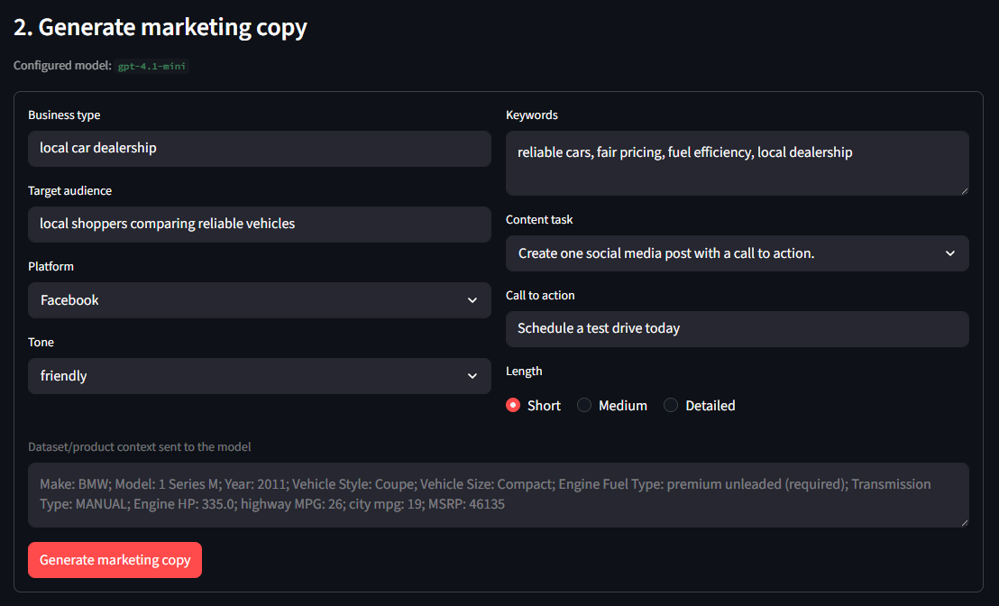 2. Generate marketing copy
Configured model: gpt-4.1-mini
Business type
local car dealership
Target audience
local shoppers comparing reliable vehicles
Platform
Facebook
Tone
friendly
Keywords
reliable cars, fair pricing, fuel efficiency, local dealership
Content task
Create one social media post with a call to action.
Call to action
Schedule a test drive today
Length
Short Medium Detailed
Dataset/product context sent to the model
Make: BMW; Model: 1 Series M; Year: 2011; Vehicle Style: Coupe; Vehicle Size: Compact; Engine Fuel Type: premium unleaded (required); Transmission
Type: MANUAL; Engine HP: 335.0; highway MPG: 26; city mpg: 19; MSRP: 46135
Generate marketing copy